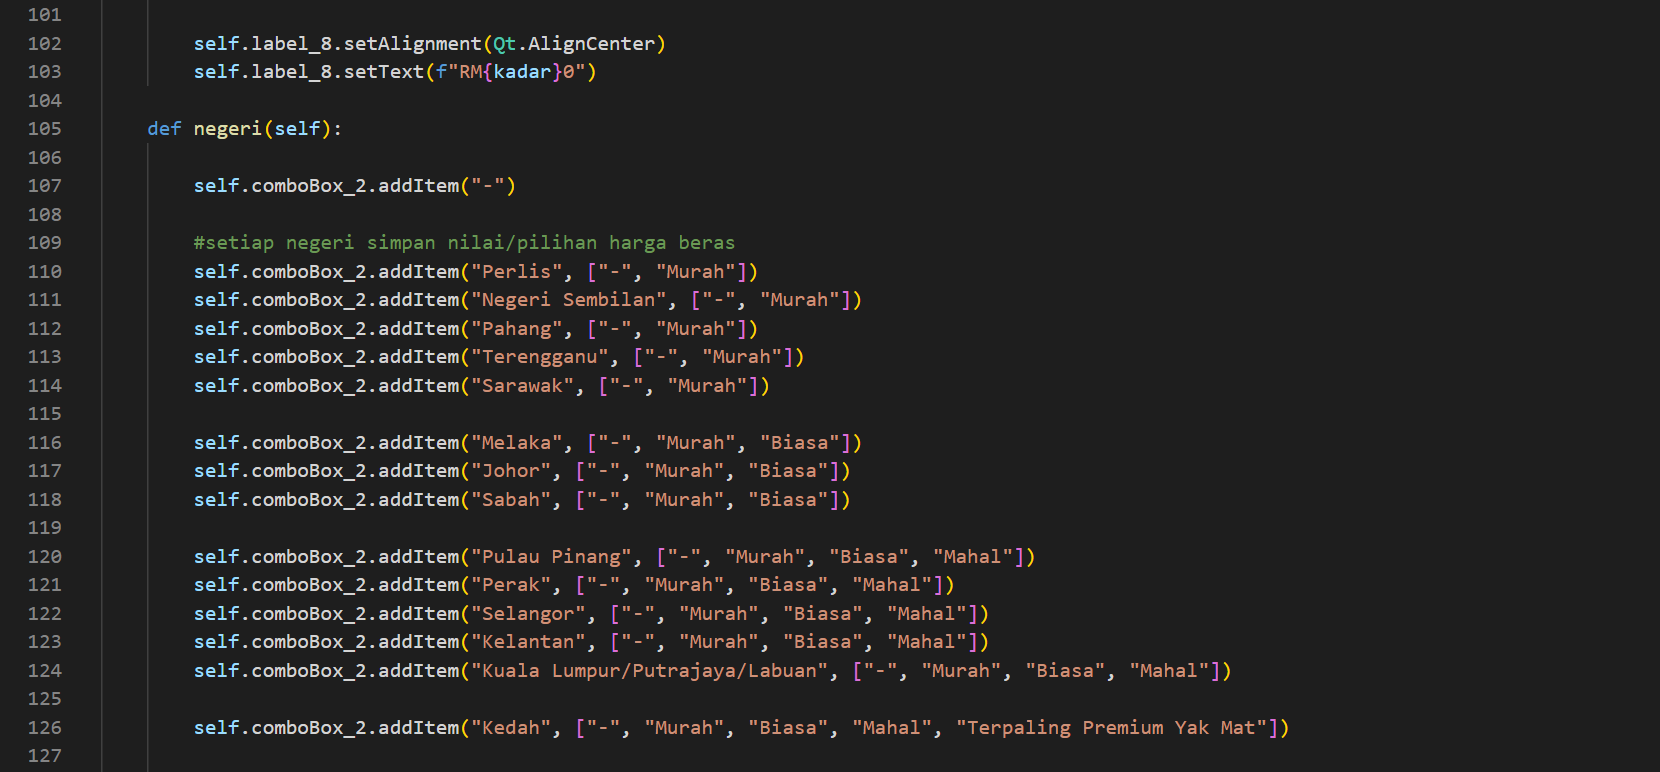 101
102 self.label_8.setAlignment(Qt.AlignCenter)
103 self.label_8.setText(f"RM{kadar}0")
104
105 def negeri(self):
106
107 self.comboBox_2.addItem("-")
108
109 #setiap negeri simpan nilai/pilihan harga beras
110 self.comboBox_2.addItem("Perlis", ["-", "Murah"])
111 self.comboBox_2.addItem("Negeri Sembilan", ["-", "Murah"])
112 self.comboBox_2.addItem("Pahang", ["-", "Murah"])
113 self.comboBox_2.addItem("Terengganu", ["-", "Murah"])
114 self.comboBox_2.addItem("Sarawak", ["-", "Murah"])
115
116 self.comboBox_2.addItem("Melaka", ["-", "Murah", "Biasa"])
117 self.comboBox_2.addItem("Johor", ["-", "Murah", "Biasa"])
118 self.comboBox_2.addItem("Sabah", ["-", "Murah", "Biasa"])
119
120 self.comboBox_2.addItem("Pulau Pinang", ["-", "Murah", "Biasa", "Mahal"])
121 self.comboBox_2.addItem("Perak", ["-", "Murah", "Biasa", "Mahal"])
122 self.comboBox_2.addItem("Selangor", ["-", "Murah", "Biasa", "Mahal"])
123 self.comboBox_2.addItem("Kelantan", ["-", "Murah", "Biasa", "Mahal"])
124 self.comboBox_2.addItem("Kuala Lumpur/Putrajaya/Labuan", ["-", "Murah", "Biasa", "Mahal"])
125
126 self.comboBox_2.addItem("Kedah", ["-", "Murah", "Biasa", "Mahal", "Terpaling Premium Yak Mat"])
127